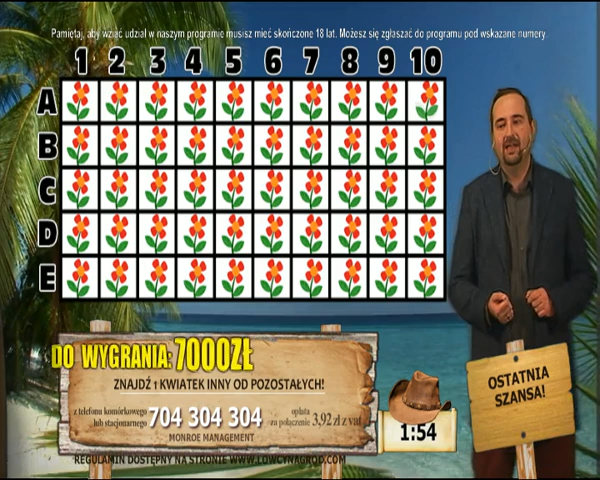 Pamiętaj, aby wziąć udział w naszym programie musisz mieć skończone 18 lat. Możesz się zgłaszać do programu pod wskazane numery.
1 2 3 4 5 6 7 8 9 10
A
B
C
D
E
DO WYGRANIA: 7000ZŁ
ZNAJDŹ 1 KWIATEK INNY OD POZOSTAŁYCH!
z telefonu komórkowego
lub stacjonarnego
704 304 304
opłata
za połączenie 3,92 zł z vat
MONROE MANAGEMENT
1:54
OSTATNIA
SZANSA!
REGULAMIN DOSTĘPNY NA STRONIE WWW.LOWCYNAGROD.COM